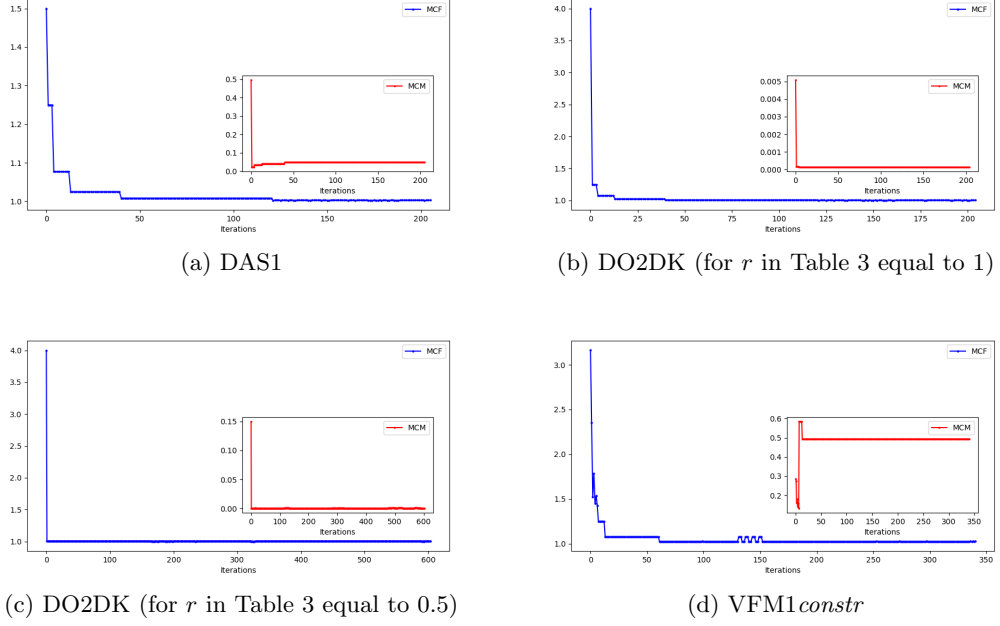 1.5
1.4
1.3
1.2
1.1
1.0
MCF
0.5
0.4
0.3
0.2
0.1
0.0
MCM
0 50 100 150 200
Iterations
0 50 100 150 200
Iterations
(a) DAS1
4.0
3.5
3.0
2.5
2.0
1.5
1.0
MCF
0.005
0.004
0.003
0.002
0.001
0.000
MCM
0 50 100 150 200
Iterations
0 25 50 75 100 125 150 175 200
Iterations
(b) DO2DK (for r in Table 3 equal to 1)
4.0
3.5
3.0
2.5
2.0
1.5
1.0
MCF
0.15
0.10
0.05
0.00
MCM
0 100 200 300 400 500 600
Iterations
0 100 200 300 400 500 600
Iterations
(c) DO2DK (for r in Table 3 equal to 0.5)
3.0
2.5
2.0
1.5
1.0
MCF
0.6
0.5
0.4
0.3
0.2
MCM
0 50 100 150 200 250 300 350
Iterations
0 50 100 150 200 250 300 350
Iterations
(d) VFM1constr